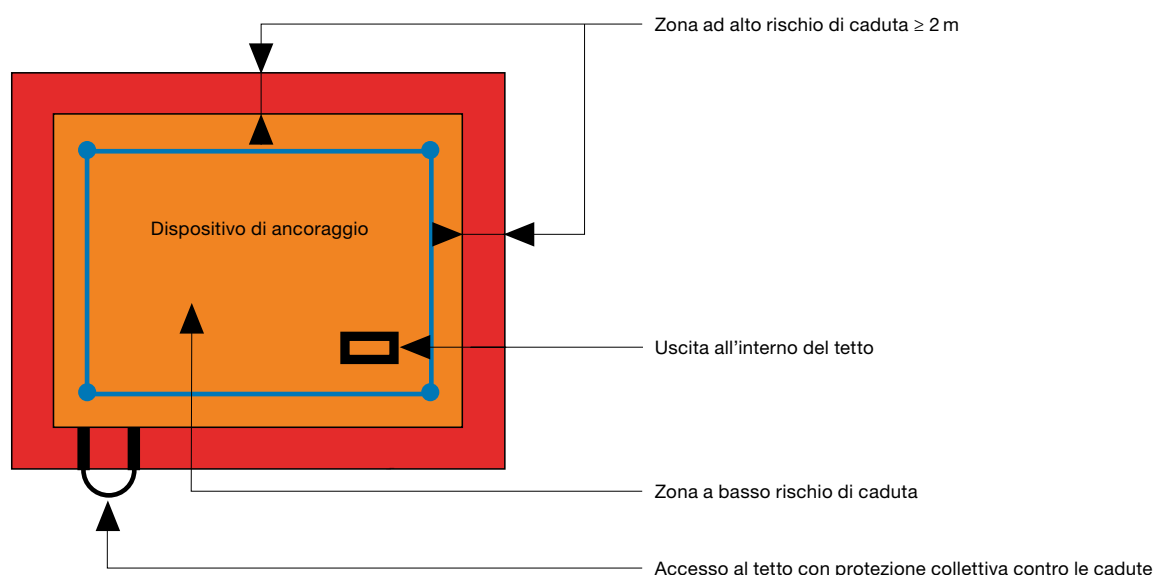 Zona ad alto rischio di caduta ≥ 2 m
Dispositivo di ancoraggio
Uscita all’interno del tetto
Zona a basso rischio di caduta
Accesso al tetto con protezione collettiva contro le cadute